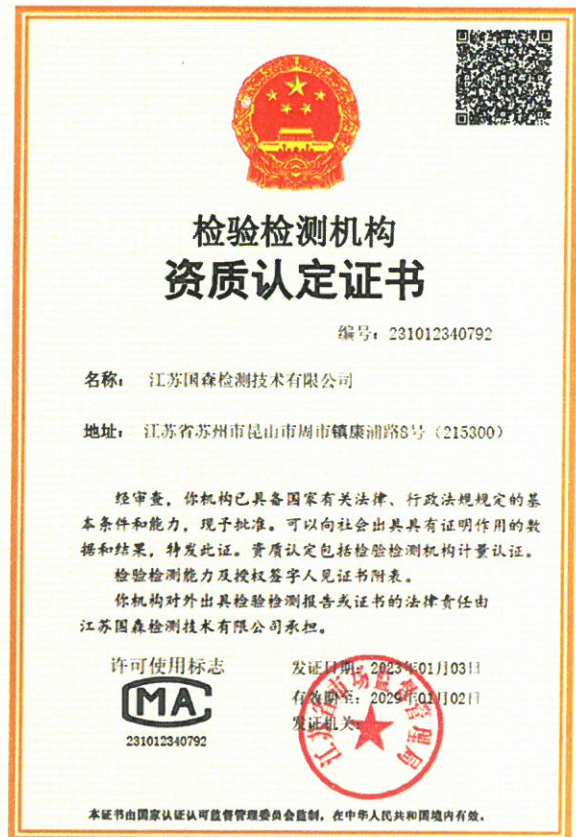 检验检测机构
资质认定证书
编号：231012340792
名称：江苏国森检测技术有限公司
地址：江苏省苏州市昆山市周市镇康浦路8号（215300）
经审查，你机构已具备国家有关法律、行政法规规定的基
本条件和能力，现予批准。可以向社会出具具有证明作用的数
据和结果，特发此证。资质认定包括检验检测机构计量认证。
检验检测能力及授权签字人见证书附表。
你机构对外出具检验检测报告或证书的法律责任由
江苏国森检测技术有限公司承担。
许可使用标志
MA
231012340792
发证日期：2023年01月03日
有效期至：2029年01月02日
发证机关：
江苏省市场监督管理局
本证书由国家认证认可监督管理委员会监制，在中华人民共和国境内有效。